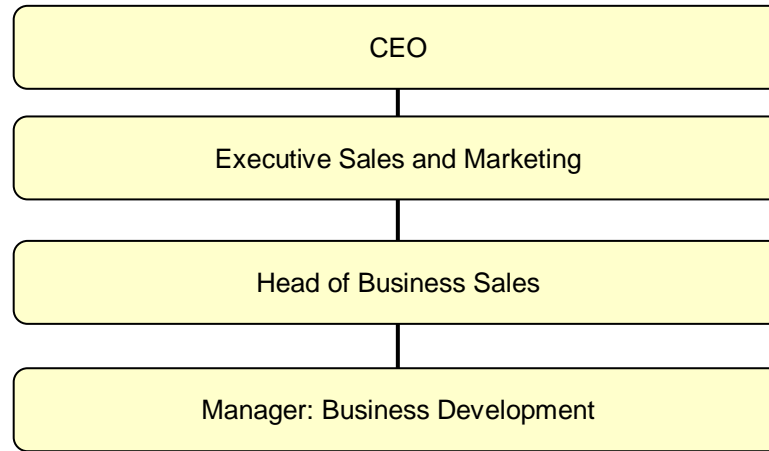 CEO
Executive Sales and Marketing
Head of Business Sales
Manager: Business Development